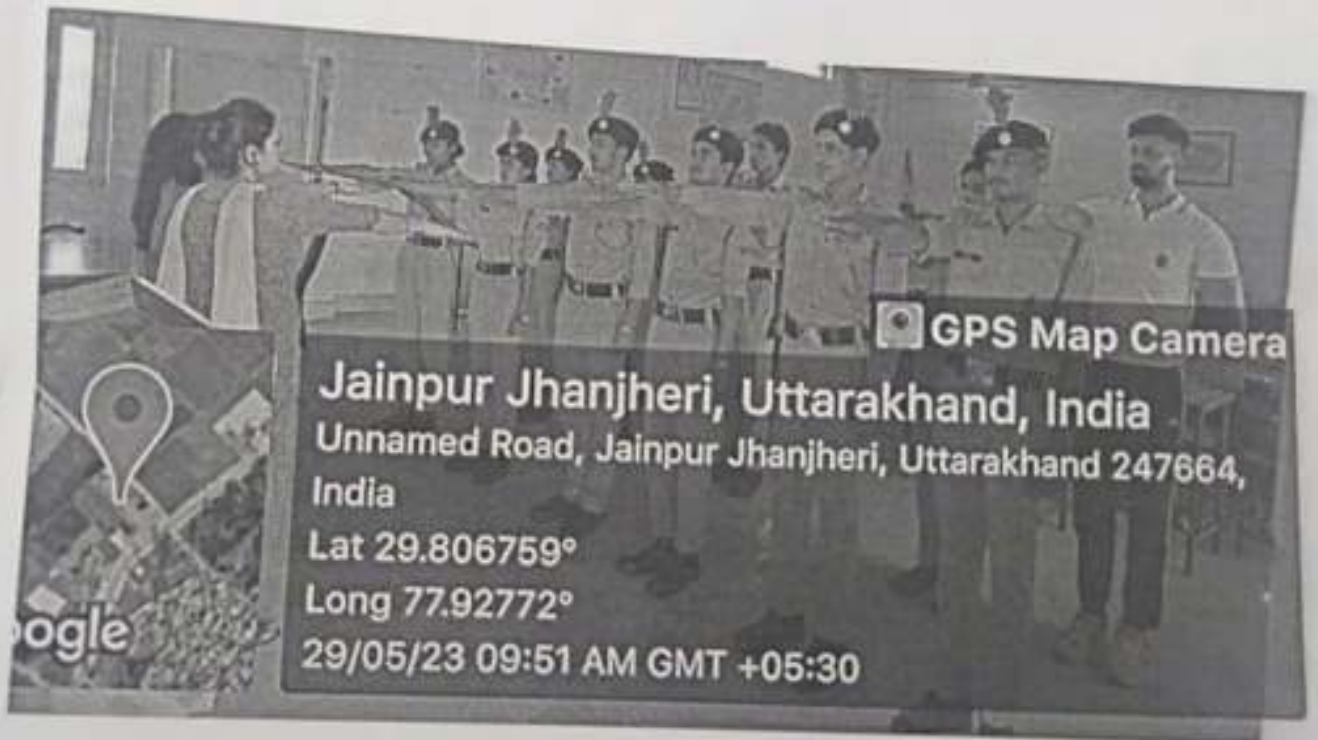 GPS Map Camera
Jainpur Jhanjheri, Uttarakhand, India
Unnamed Road, Jainpur Jhanjheri, Uttarakhand 247664,
India
Lat 29.806759°
Long 77.92772°
29/05/23 09:51 AM GMT +05:30
oogle